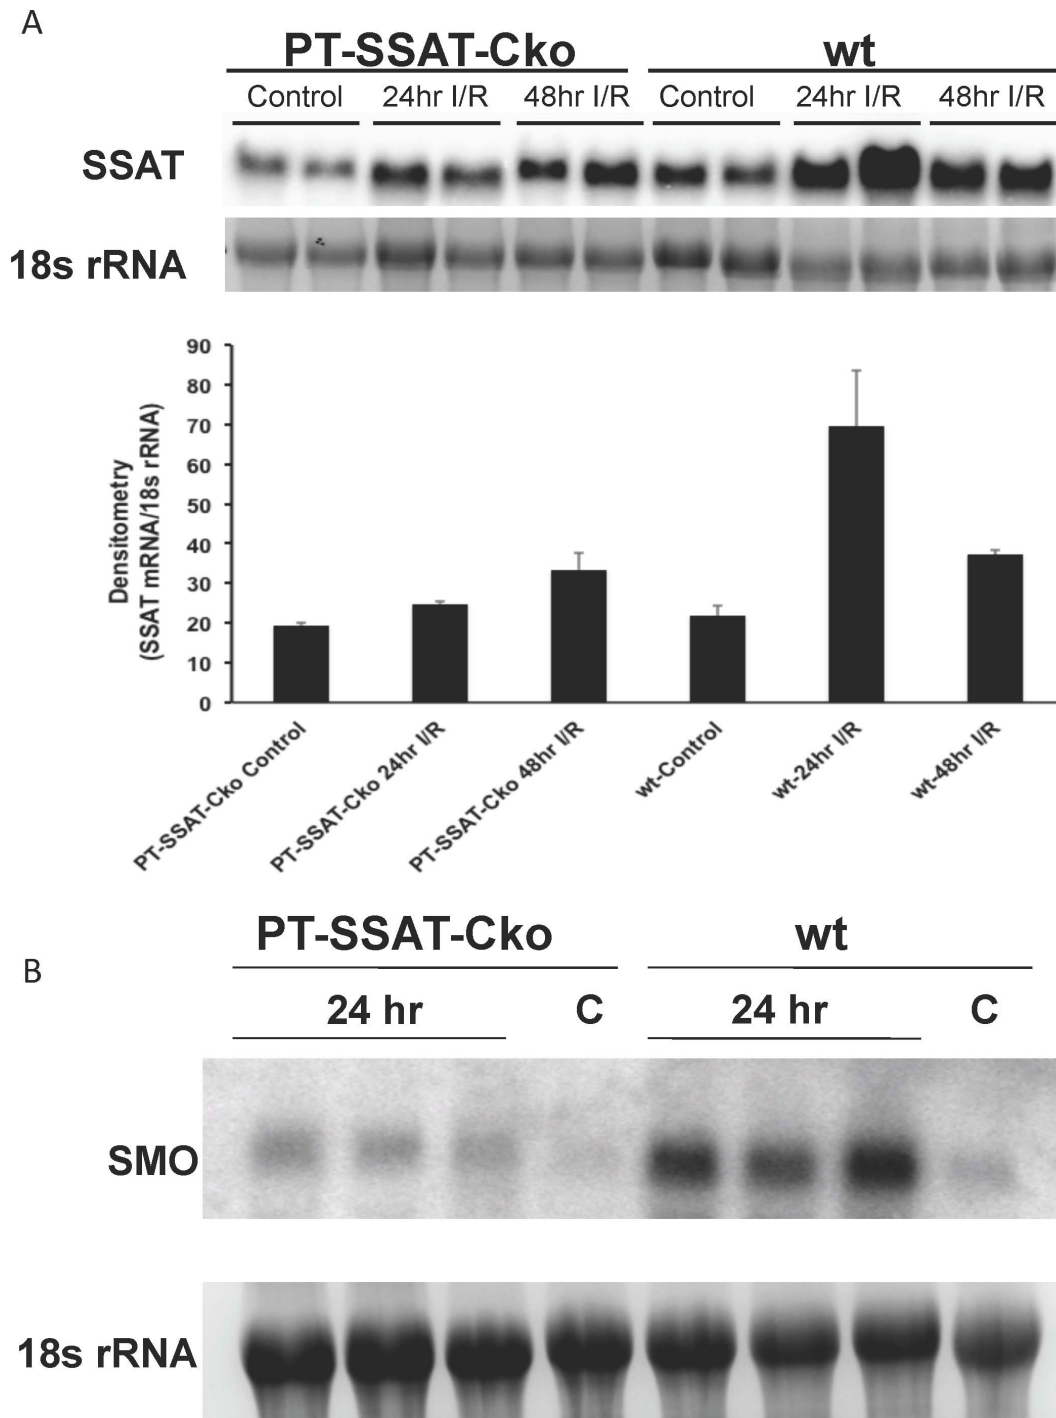 A
PT-SSAT-Cko wt
Control 24hr I/R 48hr I/R Control 24hr I/R 48hr I/R
SSAT
18s rRNA
90
80
70
60
50
40
30
20
10
0
Densitometry
(SSAT mRNA/18s rRNA)
PT-SSAT-Cko Control
PT-SSAT-Cko 24hr I/R
PT-SSAT-Cko 48hr I/R
wt-Control
wt-24hr I/R
wt-48hr I/R
B
PT-SSAT-Cko wt
24 hr C 24 hr C
SMO
18s rRNA